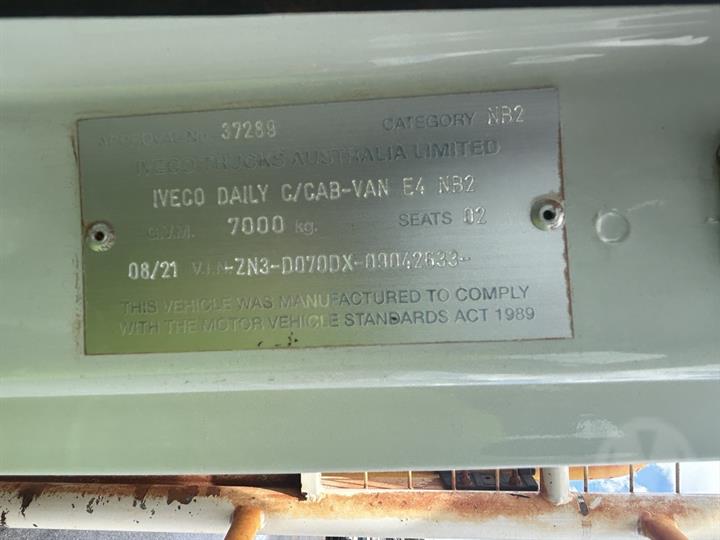 APPROVAL No. 37289 CATEGORY NB2
IVECO TRUCKS AUSTRALIA LIMITED
IVECO DAILY C/CAB-VAN E4 NB2
G.V.M. 7000 kg. SEATS 02
08/21 V.I.N-ZN3-D070DX-09042633-
THIS VEHICLE WAS MANUFACTURED TO COMPLY
WITH THE MOTOR VEHICLE STANDARDS ACT 1989